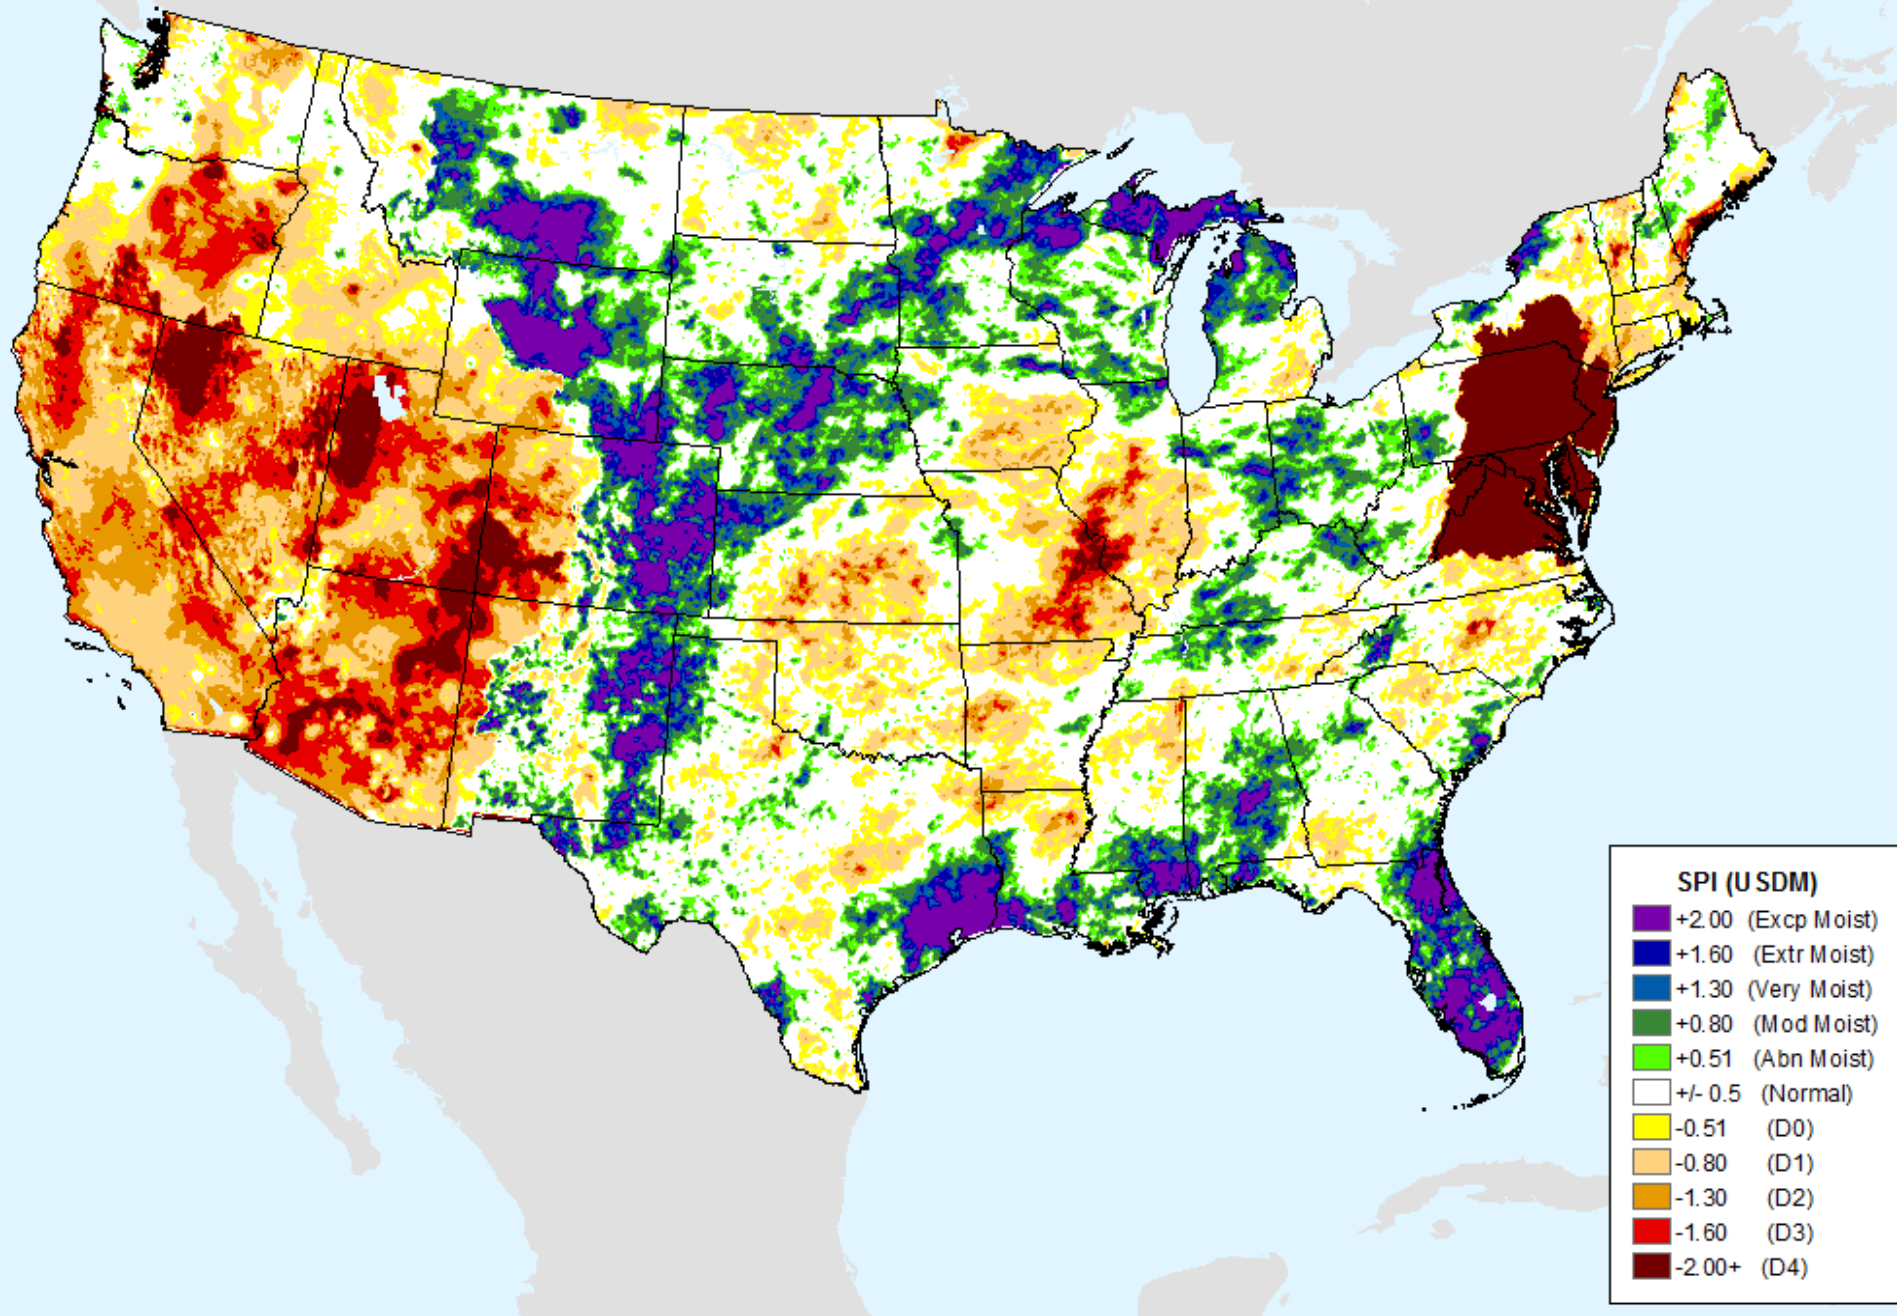 SPI (USDM)
+2.00 (Excp Moist)
+1.60 (Extr Moist)
+1.30 (Very Moist)
+0.80 (Mod Moist)
+0.51 (Abn Moist)
+/- 0.5 (Normal)
-0.51 (D0)
-0.80 (D1)
-1.30 (D2)
-1.60 (D3)
-2.00+ (D4)